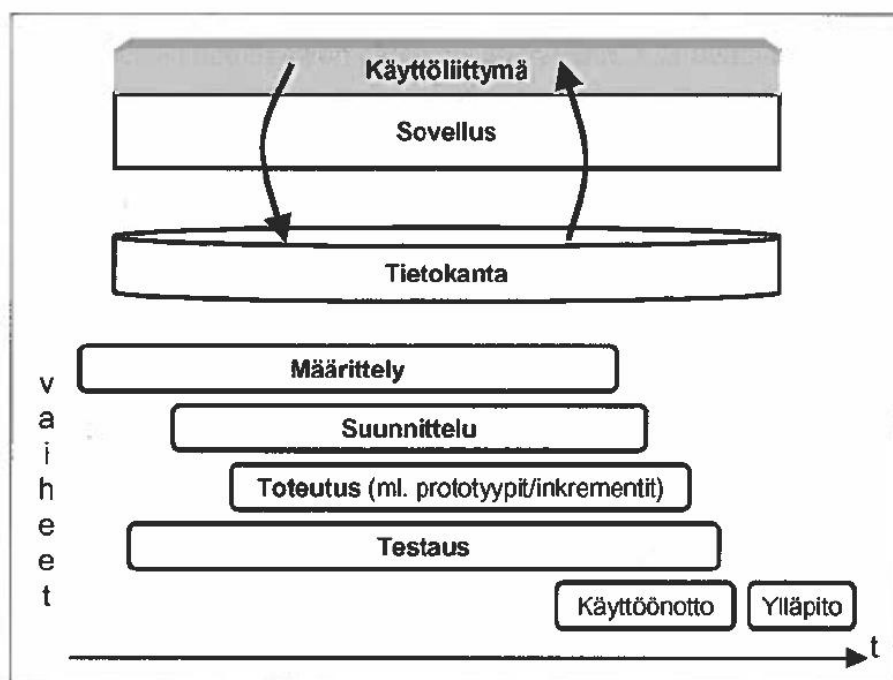 Käyttöliittymä
Sovellus
Tietokanta
vaiheet
Määrittely
Suunnittelu
Toteutus (ml. prototyypit/inkrementit)
Testaus
Käyttöönotto
Ylläpito
t